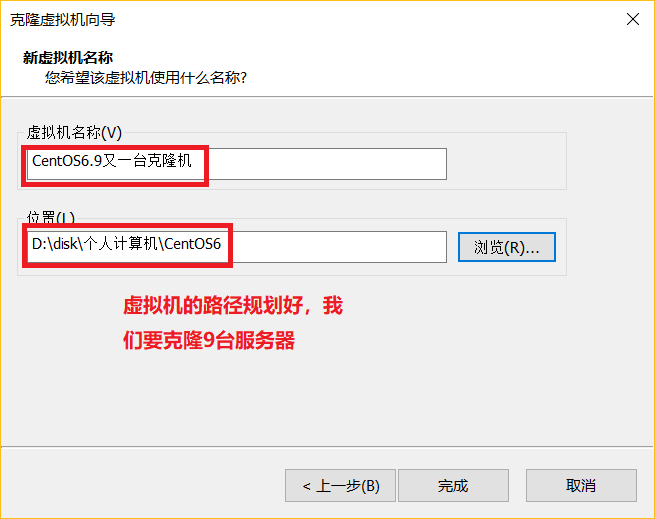 克隆虚拟机向导
新虚拟机名称
您希望该虚拟机使用什么名称?
虚拟机名称(V)
CentOS6.9又一台克隆机
位置(L)
D:\disk\个人计算机\CentOS6
浏览(R)...
虚拟机的路径规划好，我
们要克隆9台服务器
< 上一步(B)
完成
取消